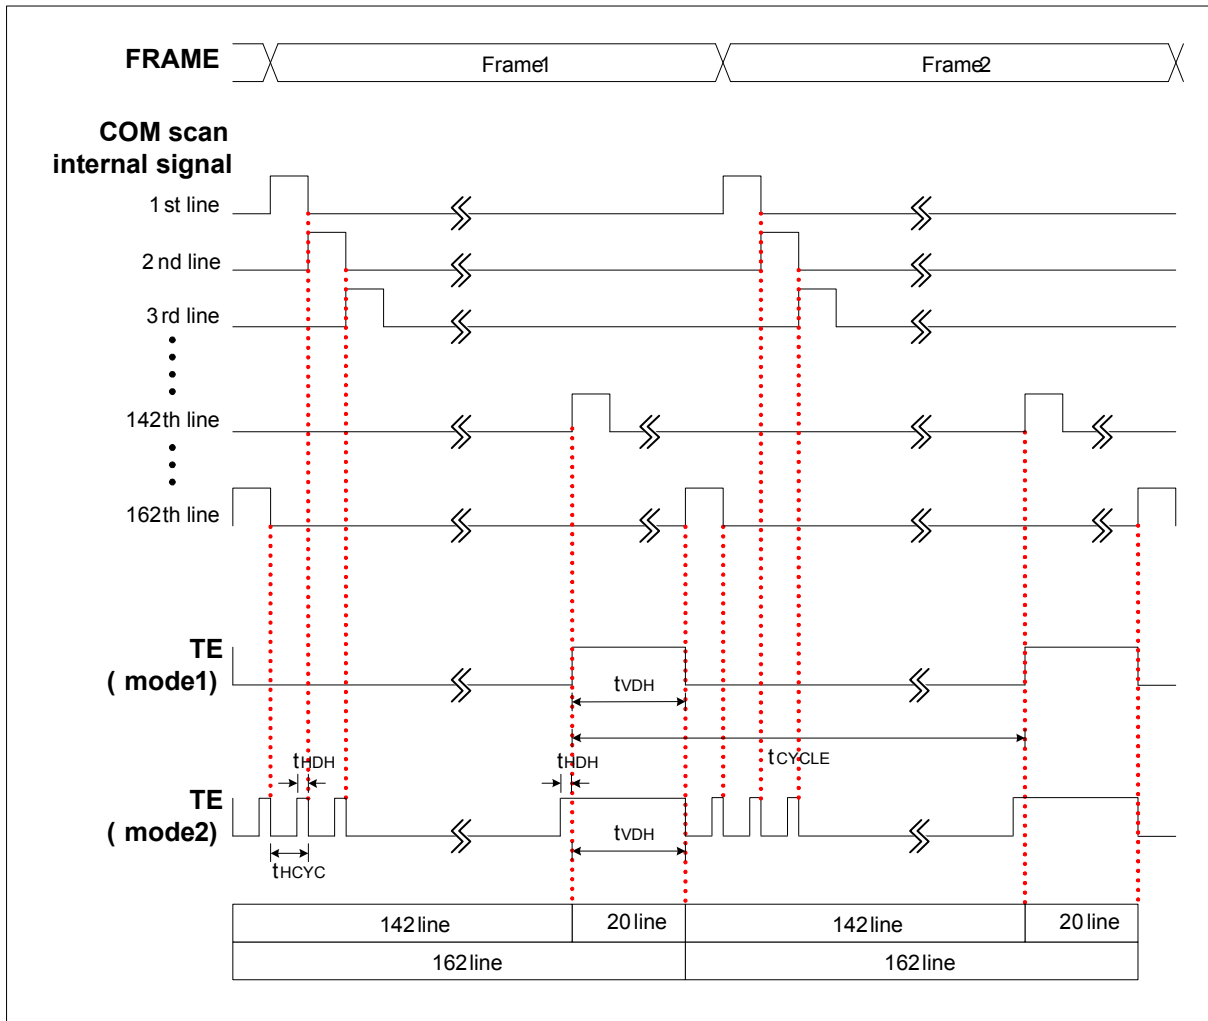 FRAME
Frame1
Frame2
COM scan
internal signal
1 st line
2 nd line
3 rd line
142th line
162th line
TE
( mode1)
tVDH
tHDH
tHDH
tCYCLE
TE
( mode2)
tVDH
tHCYC
142 line
20 line
142 line
20 line
162 line
162 line